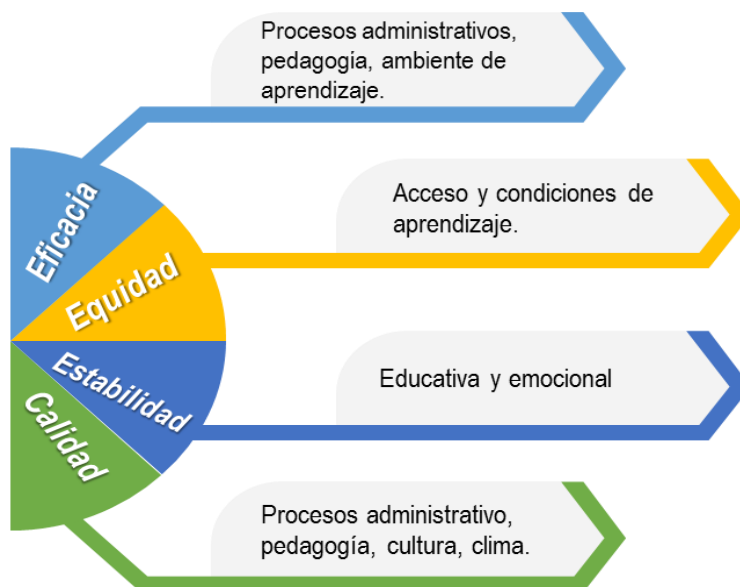 Procesos administrativos,
pedagogía, ambiente de
aprendizaje.
Eficacia
Acceso y condiciones de
aprendizaje.
Equidad
Estabilidad
Educativa y emocional
Calidad
Procesos administrativo,
pedagogía, cultura, clima.